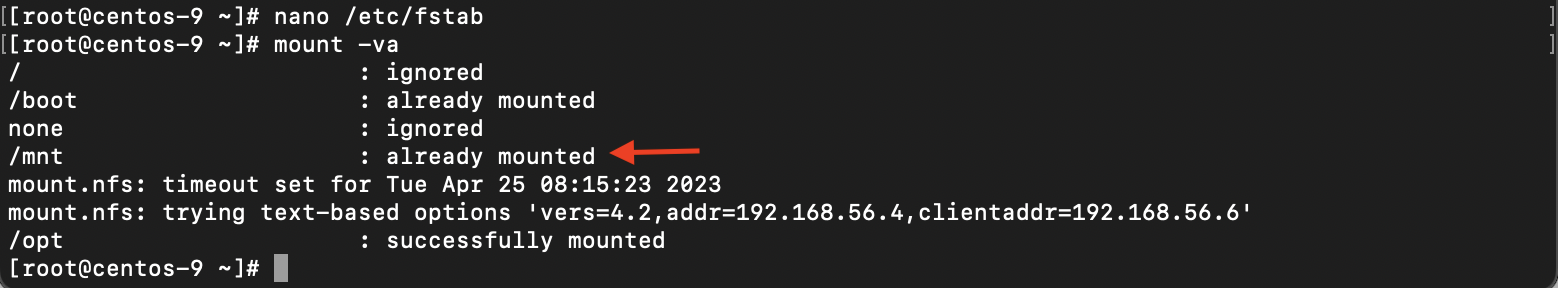 [[root@centos-9 ~]# nano /etc/fstab ]
[[root@centos-9 ~]# mount -va ]
/                         : ignored
/boot                     : already mounted
none                      : ignored
/mnt                      : already mounted
mount.nfs: timeout set for Tue Apr 25 08:15:23 2023
mount.nfs: trying text-based options 'vers=4.2,addr=192.168.56.4,clientaddr=192.168.56.6'
/opt                      : successfully mounted
[root@centos-9 ~]#